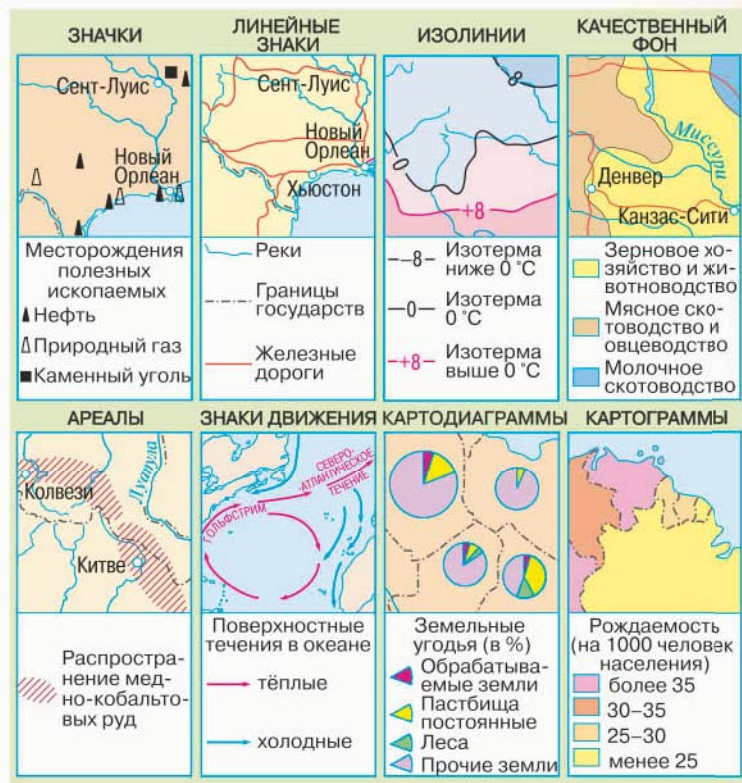 ЗНАЧКИ
Сент-Луис
Новый
Орлеан
Месторождения
полезных
ископаемых
Нефть
Природный газ
Каменный уголь
ЛИНЕЙНЫЕ
ЗНАКИ
Сент-Луис
Новый
Орлеан
Хьюстон
Реки
Границы
государств
Железные
дороги
ИЗОЛИНИИ
-8
0
+8
-8 Изотерма
ниже 0 °C
0 Изотерма
0 °C
+8 Изотерма
выше 0 °C
КАЧЕСТВЕННЫЙ
ФОН
Миссури
Денвер
Канзас-Сити
Зерновое хо-
зяйство и жи-
вотноводство
Мясное ско-
товодство и
овцеводство
Молочное
скотоводство
АРЕАЛЫ
Колвези
Луапула
Китве
Распростра-
нение мед-
но-кобальто-
вых руд
ЗНАКИ ДВИЖЕНИЯ
СЕВЕРО-
АТЛАНТИЧЕСКОЕ
ТЕЧЕНИЕ
ГОЛЬФСТРИМ
Поверхностные
течения в океане
тёплые
холодные
КАРТОДИАГРАММЫ
Земельные
угодья (в %)
Обрабатыва-
емые земли
Пастбища
постоянные
Леса
Прочие земли
КАРТОГРАММЫ
Рождаемость
(на 1000 человек
населения)
более 35
30–35
25–30
менее 25